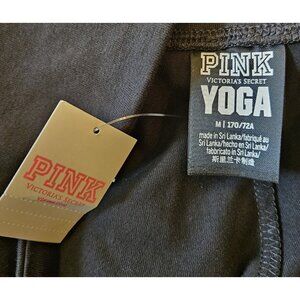 PINK
VICTORIA'S SECRET
YOGA
M | 170/72A
made in Sri Lanka/fabriqué au
Sri Lanka/hecho en Sri Lanka/
fabbricato in Sri Lanka/
斯里兰卡制造
PINK
VICTORIA'S SECRET